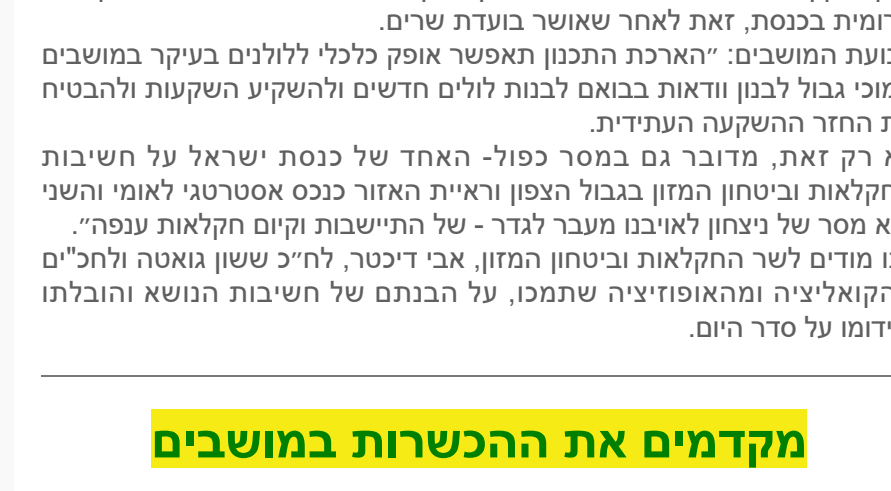 רומית בכנסת, זאת לאחר שאושר בועדת שרים.
נועת המושבים: ״הארכת התכנון תאפשר אופק כלכלי ללולנים בעיקר במושבים
מוכי גבול לבנון וודאות בבואם לבנות לולים חדשים ולהשקיע השקעות ולהבטיח
ת החזר ההשקעה העתידית.
א רק זאת, מדובר גם במסר כפול- האחד של כנסת ישראל על חשיבות
חקלאות וביטחון המזון בגבול הצפון וראיית האזור כנכס אסטרטגי לאומי והשני
א מסר של ניצחון לאויבנו מעבר לגדר - של התיישבות וקיום חקלאות ענפה״.
נו מודים לשר החקלאות וביטחון המזון, אבי דיכטר, לח״כ ששון גואטה ולחכ"ים
הקואליציה ומהאופוזיציה שתמכו, על הבנתם של חשיבות הנושא והובלתו
ידומו על סדר היום.
מקדמים את ההכשרות במושבים